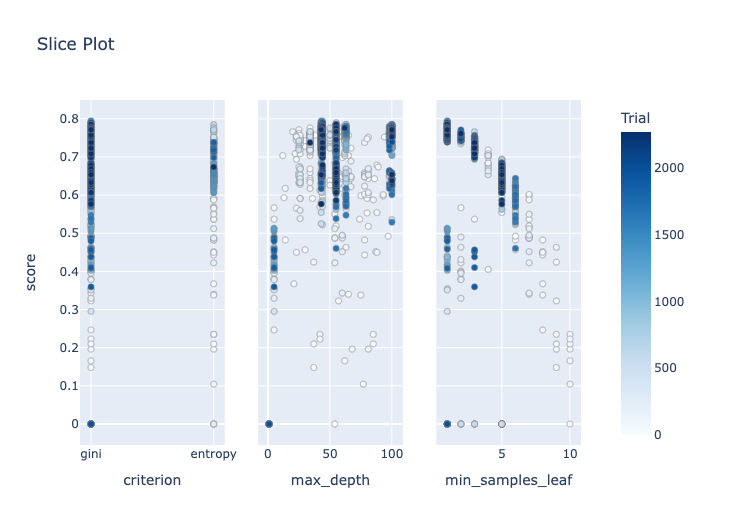 Slice Plot
Trial
0.8
0.7
0.6
0.5
0.4
0.3
0.2
0.1
0
score
gini entropy
criterion
0 50 100
max_depth
5 10
min_samples_leaf
2000
1500
1000
500
0